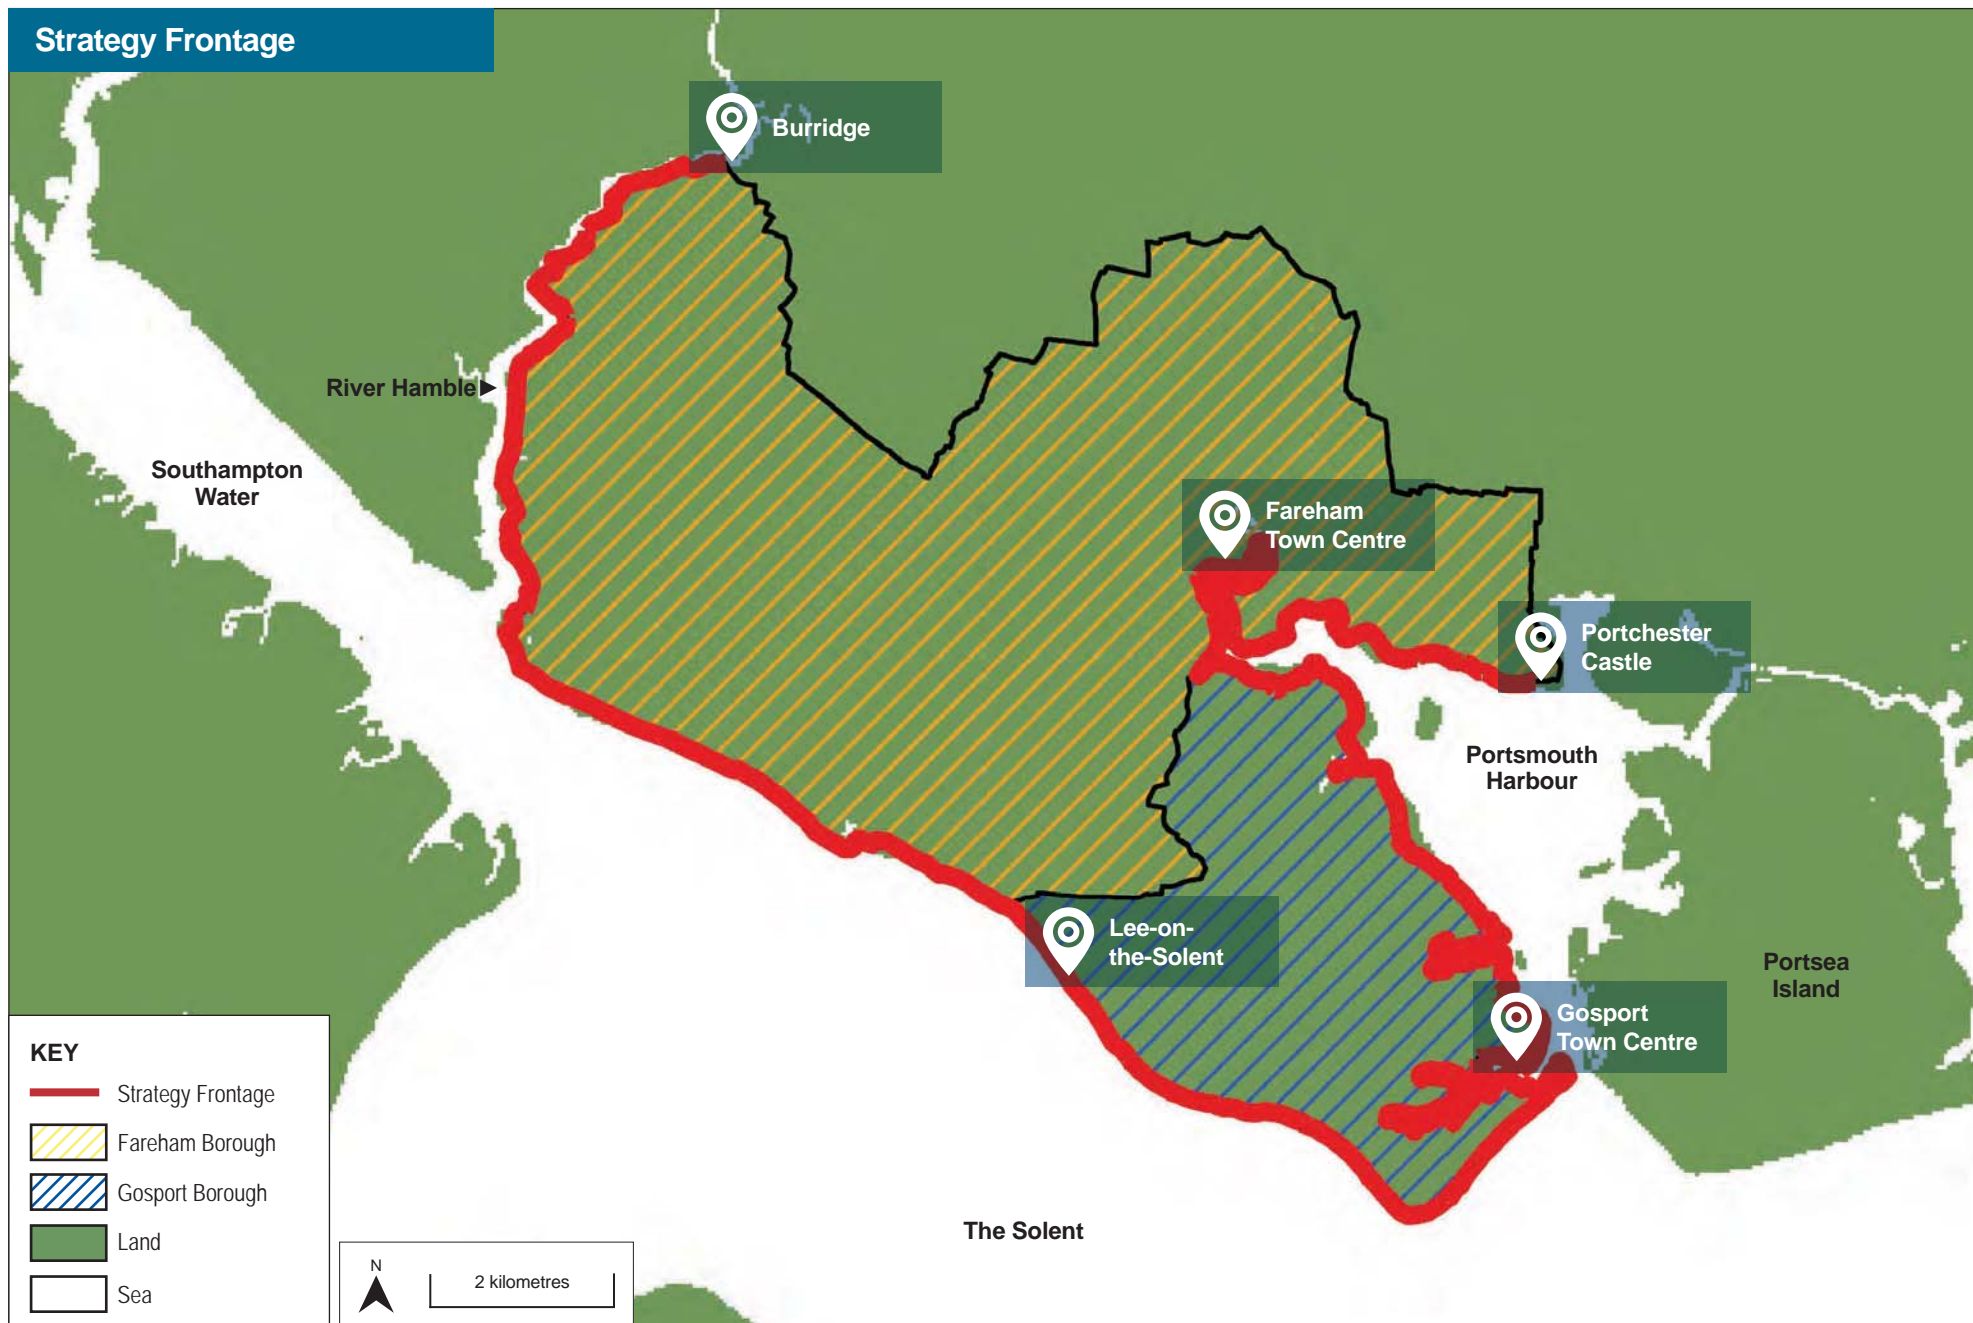 Strategy Frontage
Burridge
River Hamble
Southampton
Water
Fareham
Town Centre
Portchester
Castle
Portsmouth
Harbour
Lee-on-
the-Solent
Portsea
Island
Gosport
Town Centre
The Solent
KEY
Strategy Frontage
Fareham Borough
Gosport Borough
Land
Sea
N
2 kilometres